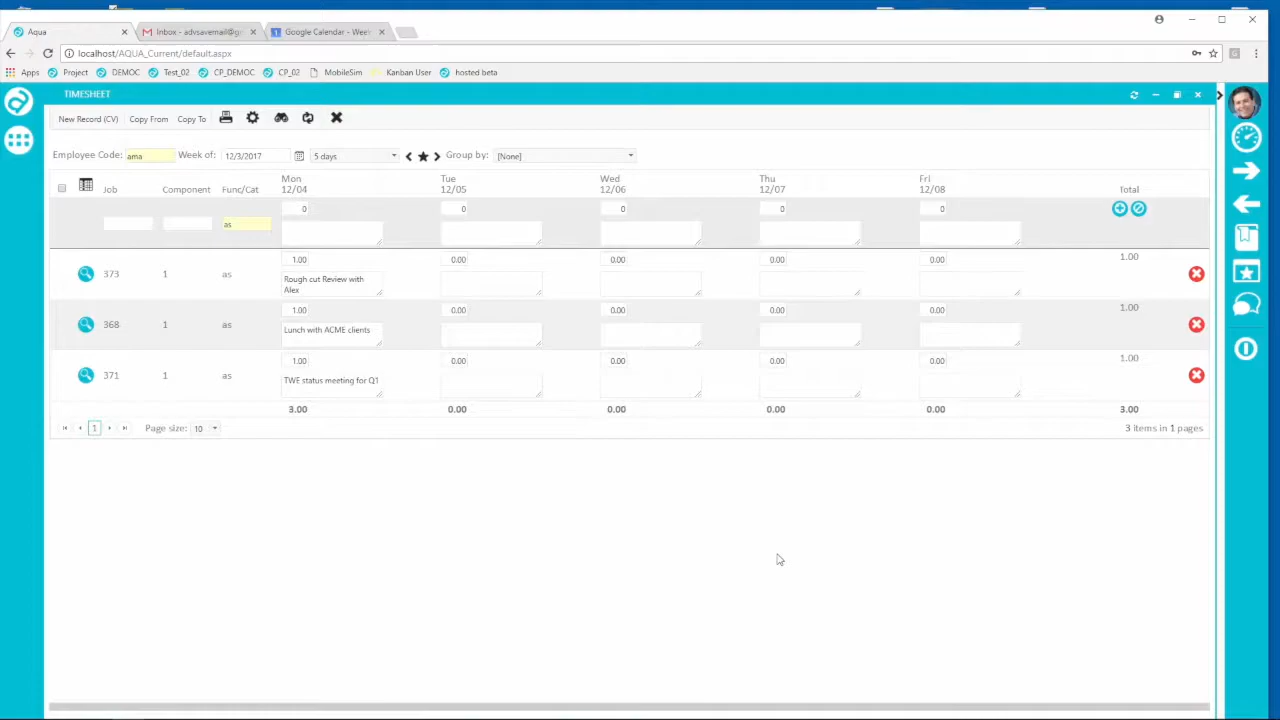 Aqua
Inbox - advsavemail@g
Google Calendar - Wee
localhost/AQUA_Current/default.aspx
Apps Project DEMOC Test_02 CP_DEMOC CP_02 MobileSim Kanban User hosted beta
TIMESHEET
New Record (CV) Copy From Copy To
Employee Code: ama Week of: 12/3/2017 5 days Group by: [None]
Job Component Func/Cat Mon 12/04 Tue 12/05 Wed 12/06 Thu 12/07 Fri 12/08 Total
0 0 0 0 0
as
1.00 0.00 0.00 0.00 0.00 1.00
373 1 as Rough cut Review with
Alex
1.00 0.00 0.00 0.00 0.00 1.00
368 1 as Lunch with ACME clients
1.00 0.00 0.00 0.00 0.00 1.00
371 1 as TWE status meeting for Q1
3.00 0.00 0.00 0.00 0.00 3.00
1 Page size: 10 3 items in 1 pages